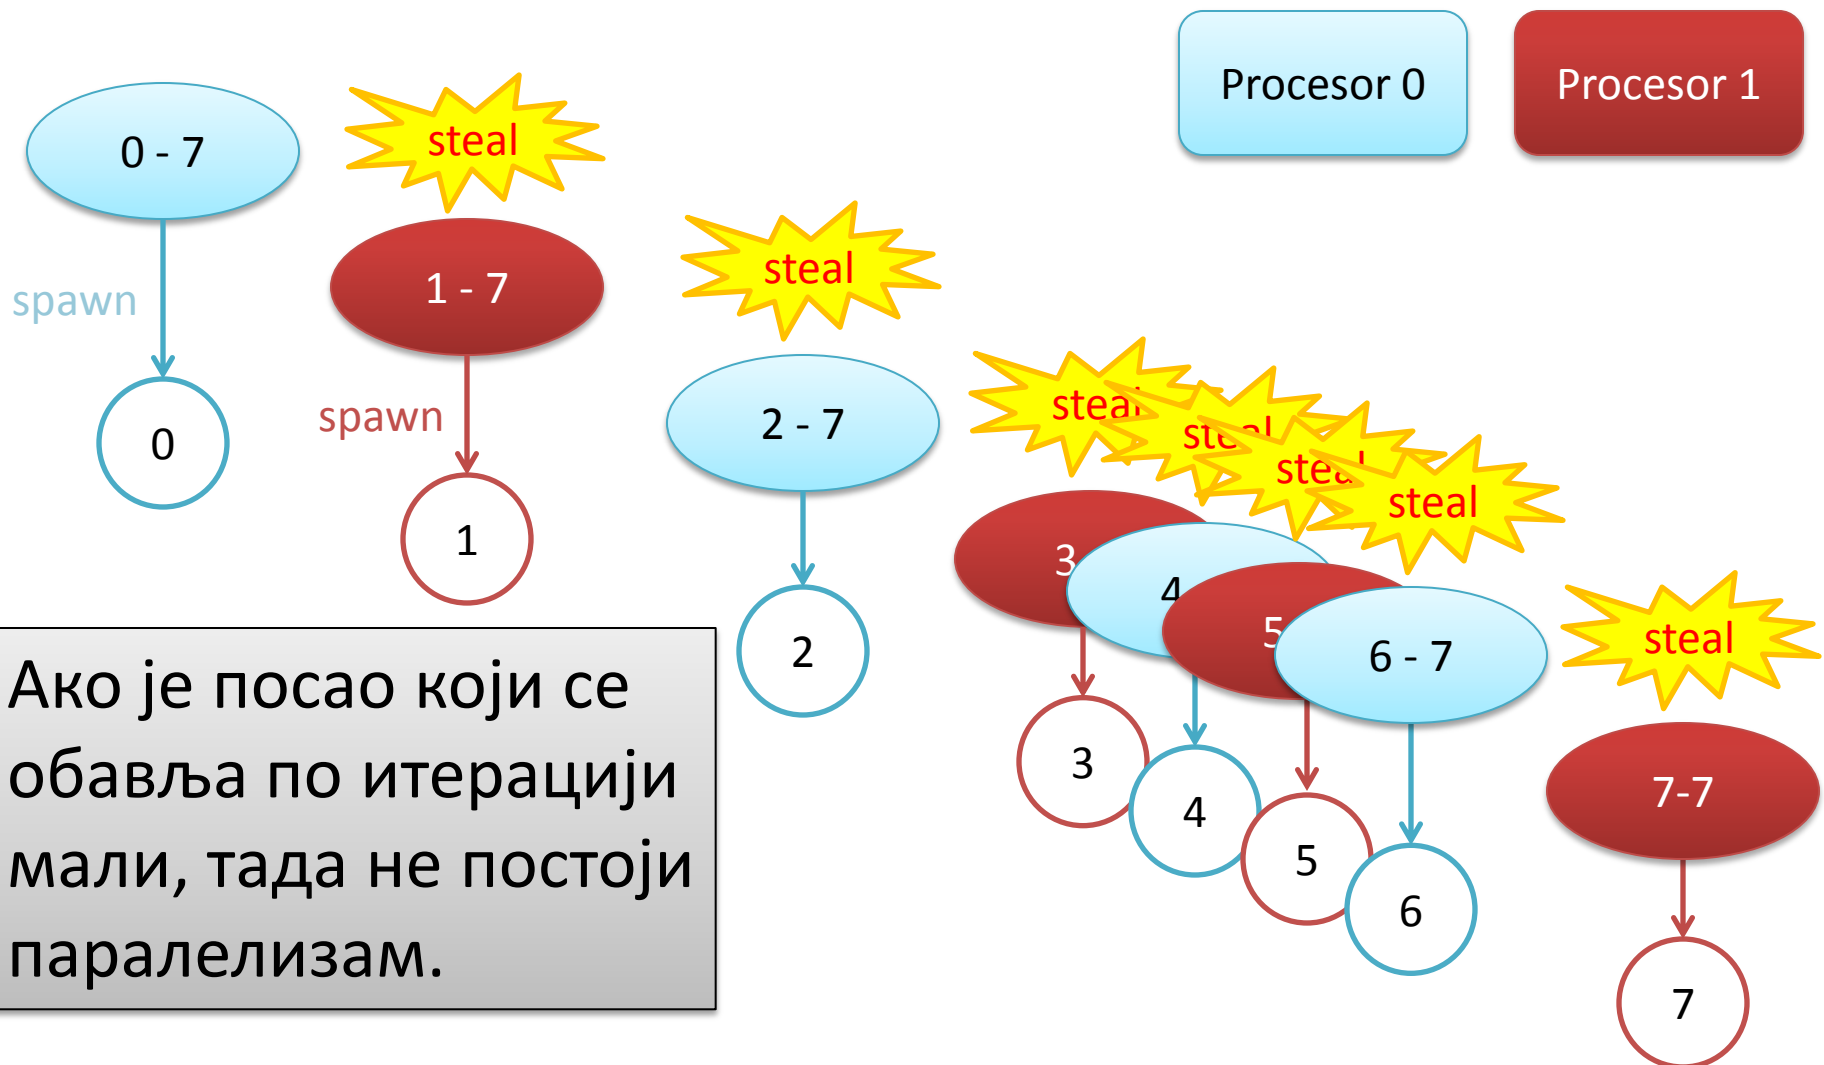 Procesor 0
Procesor 1
0 - 7
steal
spawn
0
1 - 7
spawn
1
steal
2 - 7
2
steal
steal
steal
steal
3
4
5
6 - 7
3
4
5
6
steal
7-7
7
Ако је посао који се
обавља по итерацији
мали, тада не постоји
паралелизам.